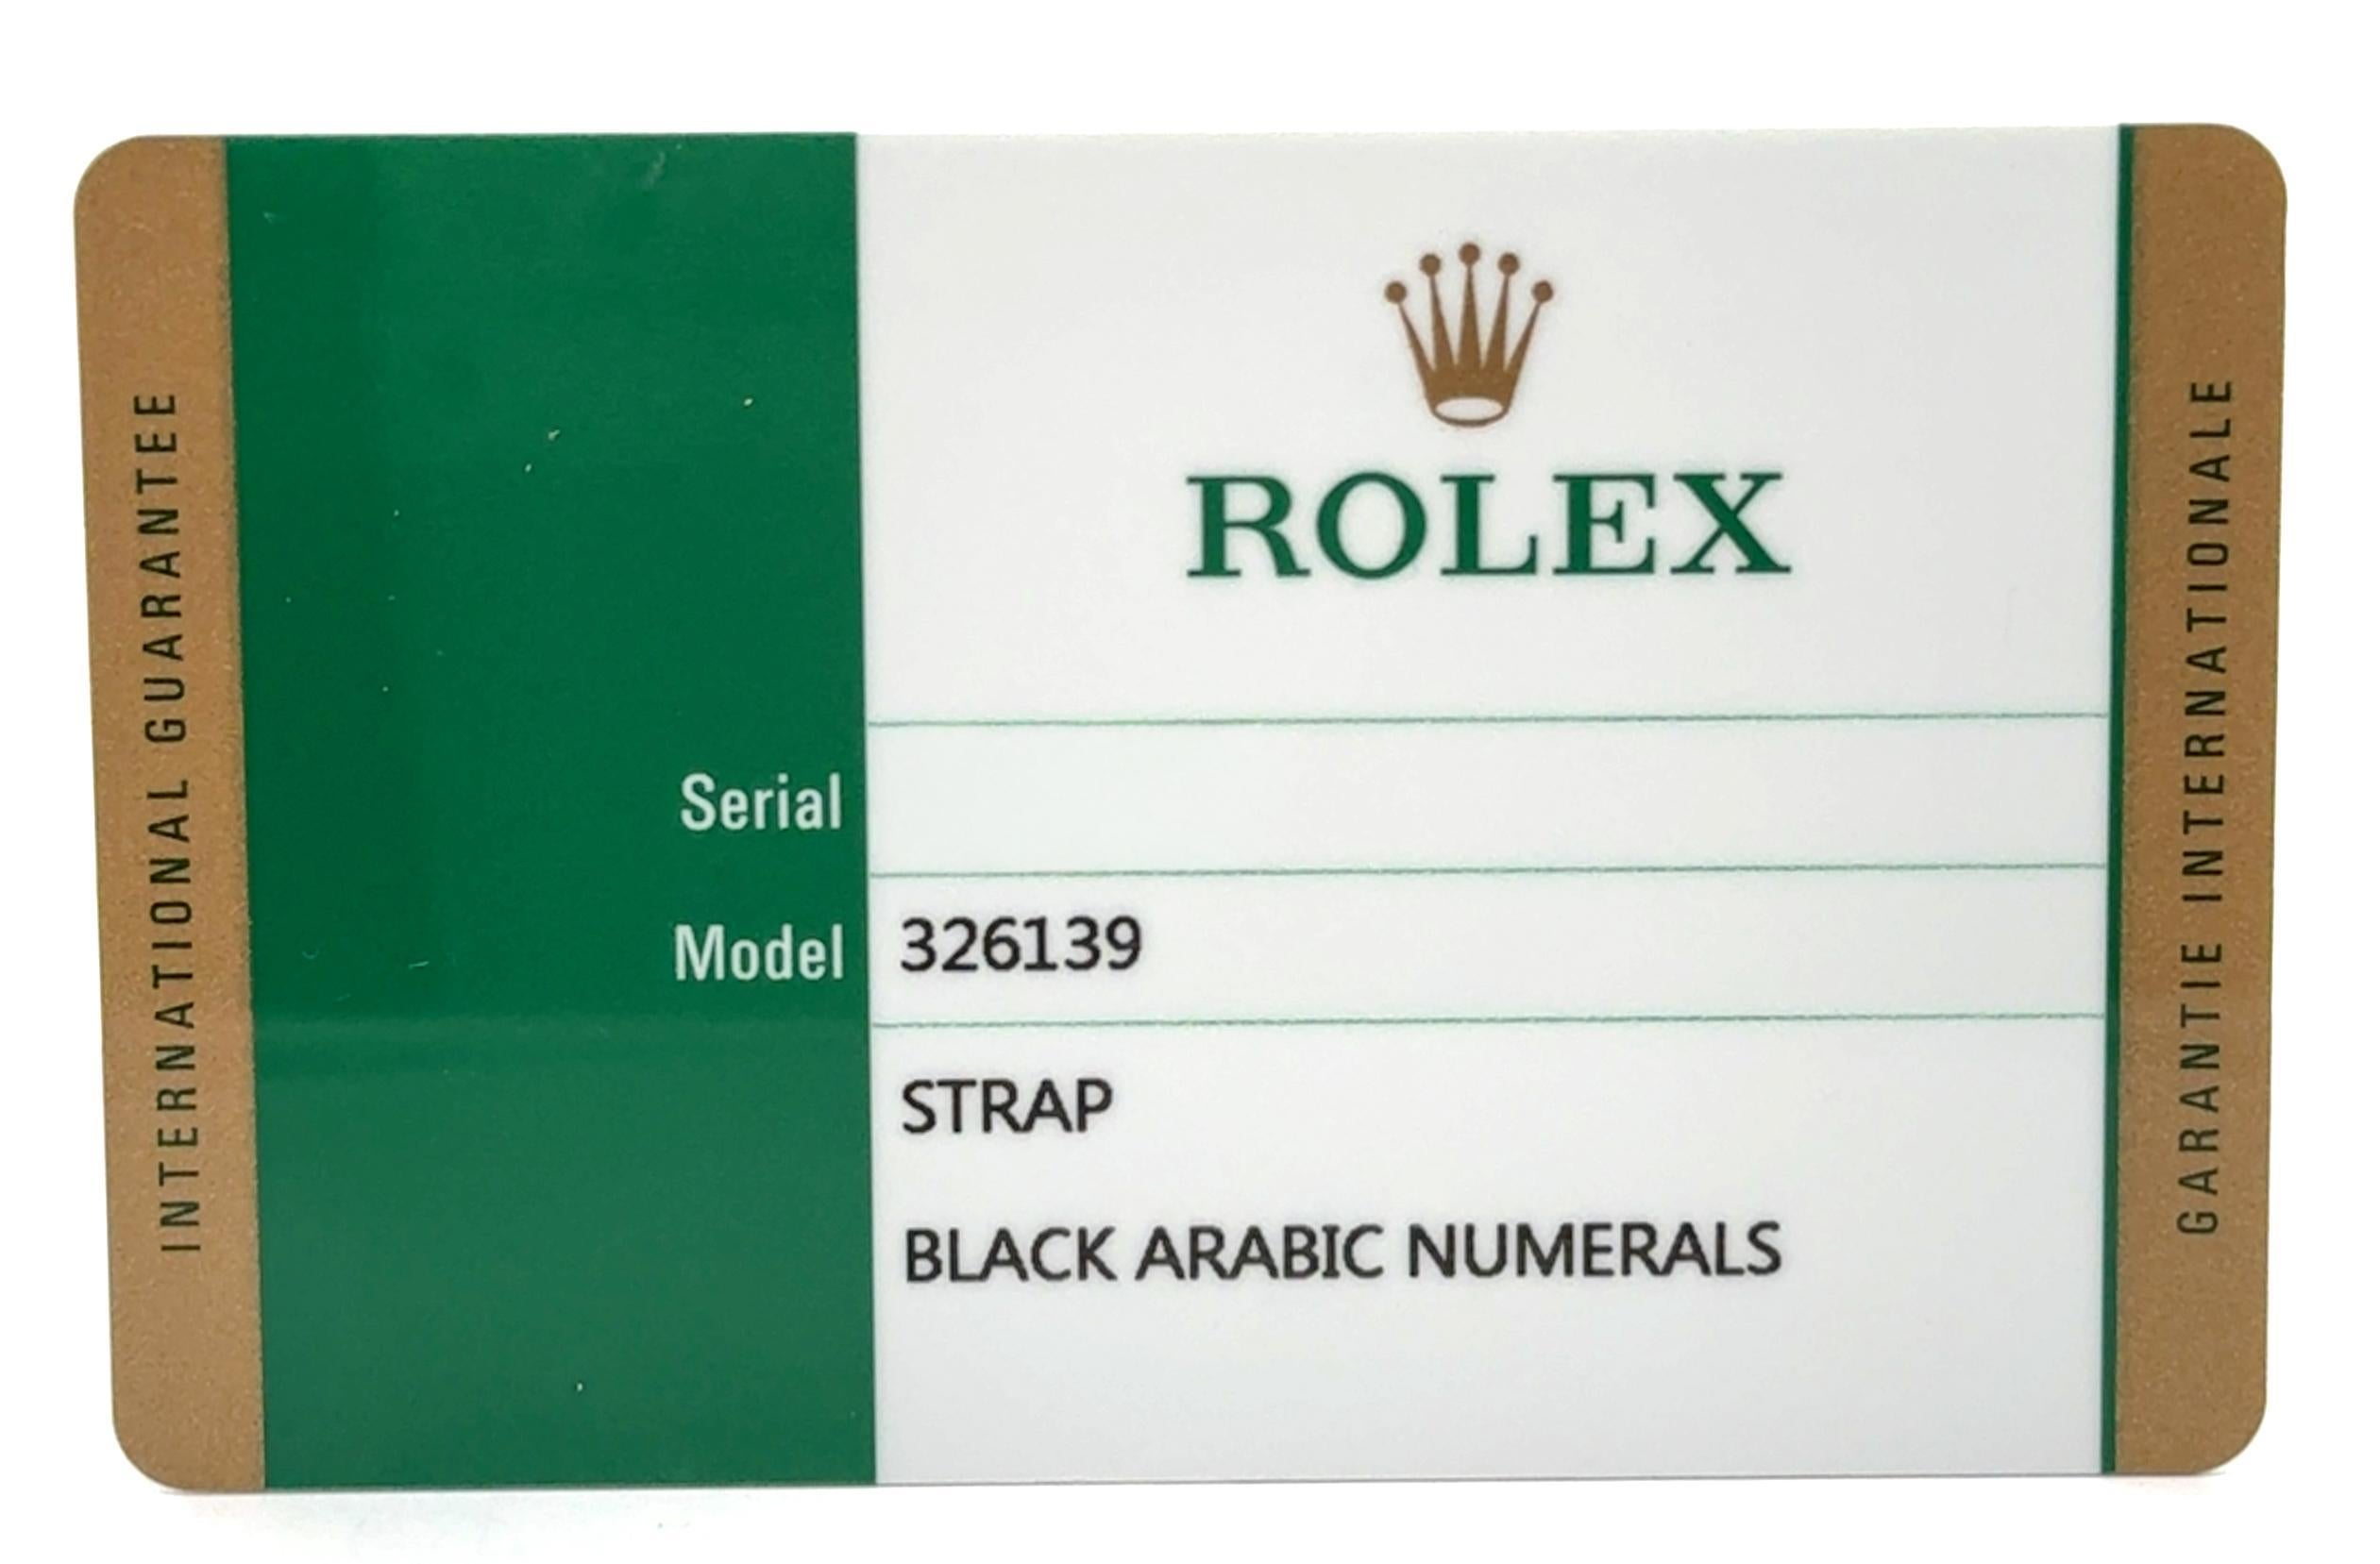 INTERNATIONAL GUARANTEE
ROLEX
Serial
Model 326139
STRAP
BLACK ARABIC NUMERALS
GARANTIE INTERNATIONALE